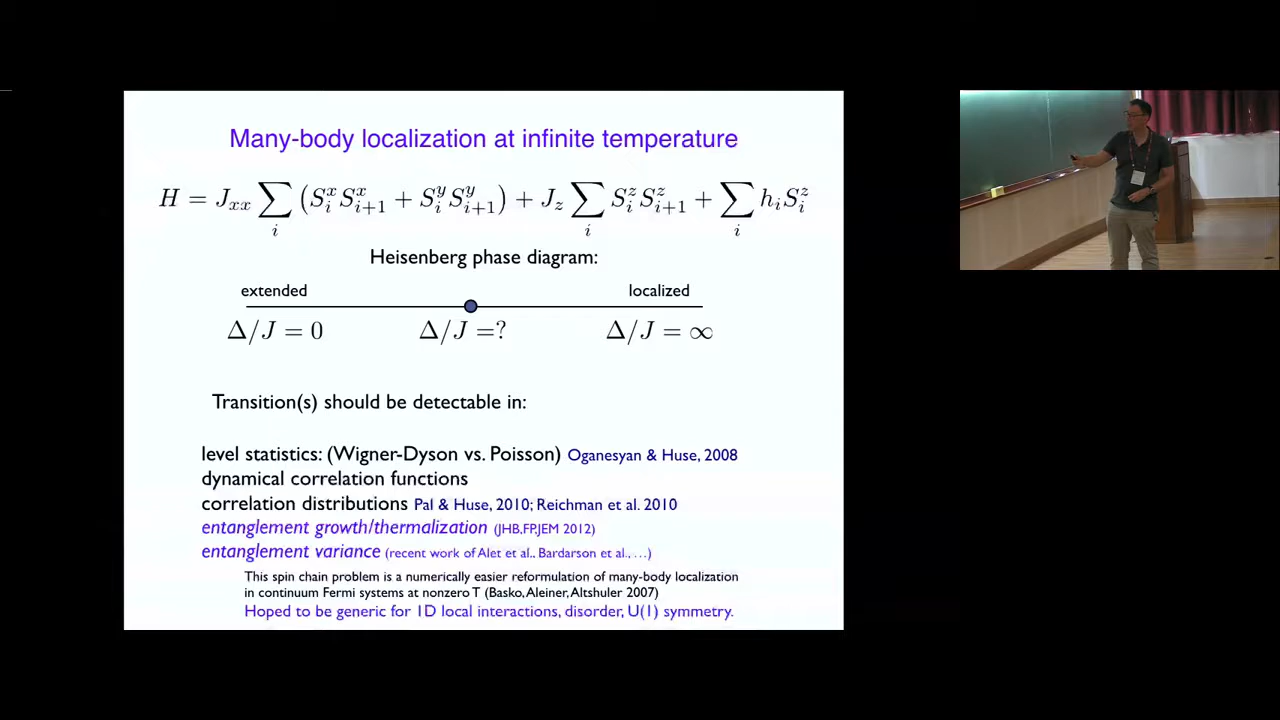 Many-body localization at infinite temperature
H = J_{xx} \sum_i (S_i^x S_{i+1}^x + S_i^y S_{i+1}^y) + J_z \sum_i S_i^z S_{i+1}^z + \sum_i h_i S_i^z
Heisenberg phase diagram:
extended localized
Δ/J = 0 Δ/J =? Δ/J = ∞
Transition(s) should be detectable in:
level statistics: (Wigner-Dyson vs. Poisson) Oganesyan & Huse, 2008
dynamical correlation functions
correlation distributions Pal & Huse, 2010; Reichman et al. 2010
entanglement growth/thermalization (JHB,FP,JEM 2012)
entanglement variance (recent work of Alet et al., Bardarson et al., …)
This spin chain problem is a numerically easier reformulation of many-body localization
in continuum Fermi systems at nonzero T (Basko, Aleiner, Altshuler 2007)
Hoped to be generic for 1D local interactions, disorder, U(1) symmetry.